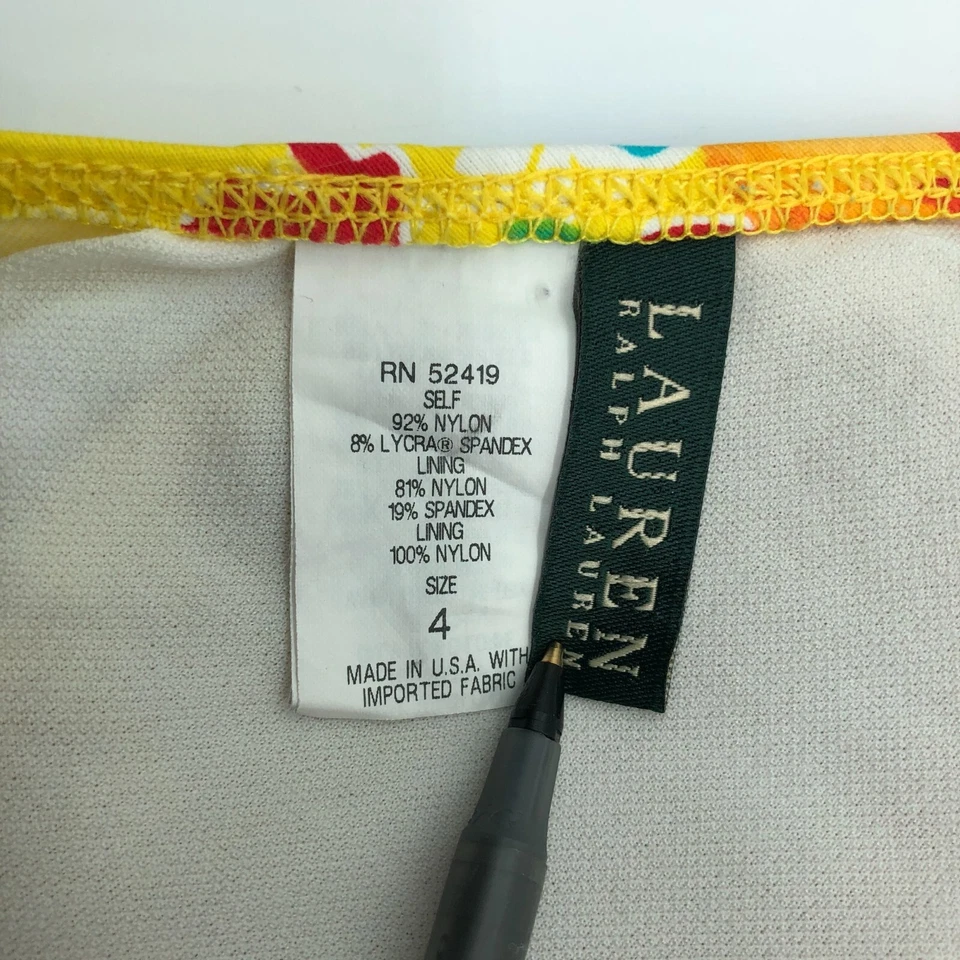 RN 52419
SELF
92% NYLON
8% LYCRA® SPANDEX
LINING
81% NYLON
19% SPANDEX
LINING
100% NYLON
SIZE
4
MADE IN U.S.A. WITH
IMPORTED FABRIC
LAUREN
RALPH LAUREN